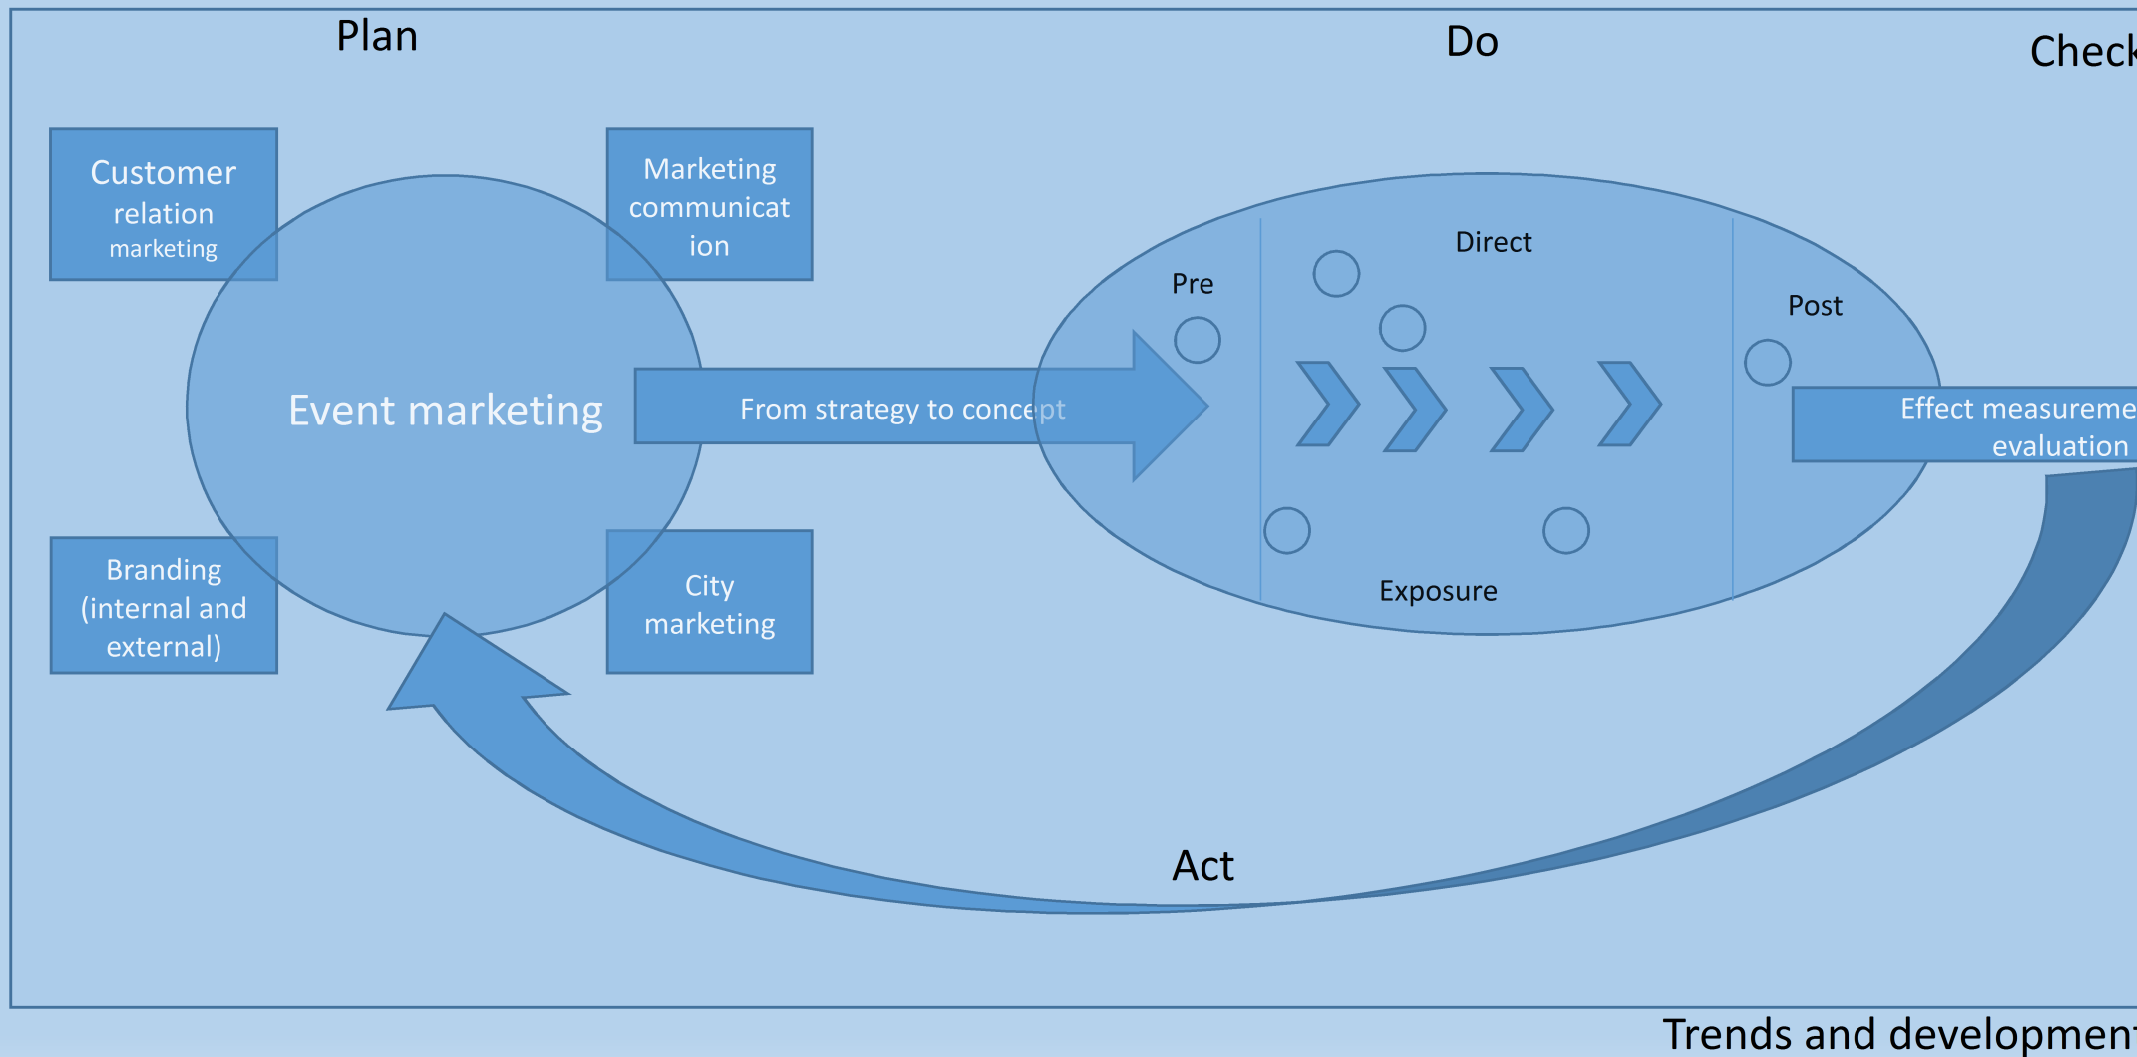 Plan
Do
Check
Customer
relation
marketing
Marketing
communicat
ion
Event marketing
Branding
(internal and
external)
City
marketing
From strategy to concept
Pre
Direct
Post
Exposure
Effect measureme
evaluation
Act
Trends and development